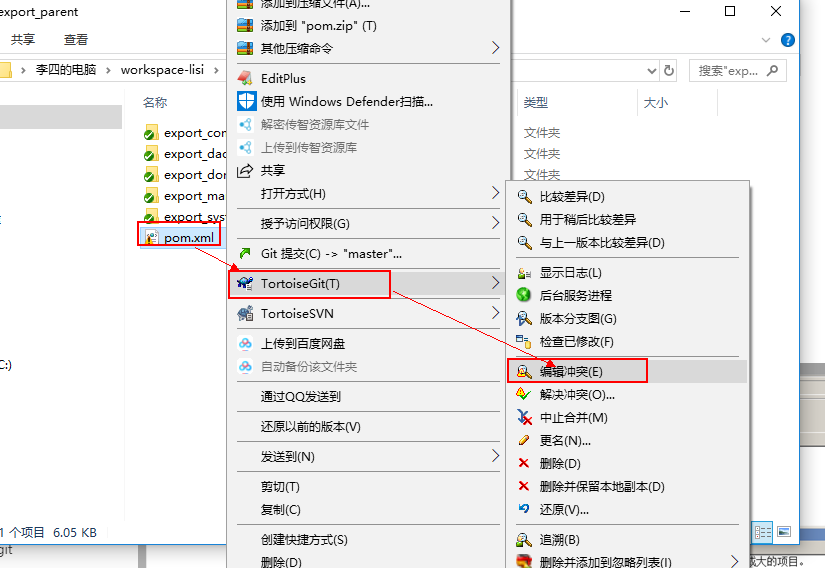 export_parent
共享
查看
李四的电脑
workspace-lisi
搜索"exp...
名称
类型
大小
export_cor
export_dac
export_dor
export_ma
export_syst
pom.xml
文件夹
文件夹
文件夹
C:)
1 个项目 6.05 KB
git
添加到压缩文件(A)...
添加到 "pom.zip" (T)
其他压缩命令
EditPlus
使用 Windows Defender扫描...
解密传智资源库文件
上传到传智资源库
共享
打开方式(H)
授予访问权限(G)
Git 提交(C) -> "master"...
TortoiseGit(T)
TortoiseSVN
上传到百度网盘
自动备份该文件夹
通过QQ发送到
还原以前的版本(V)
发送到(N)
剪切(T)
复制(C)
创建快捷方式(S)
删除(D)
比较差异(D)
用于稍后比较差异
与上一版本比较差异(D)
显示日志(L)
后台服务进程
版本分支图(G)
检查已修改(F)
编辑冲突(E)
解决冲突(O)...
中止合并(M)
更名(N)...
删除(D)
删除并保留本地副本(D)
还原(V)...
追溯(B)
删除并添加到忽略列表(I)
大的项目。